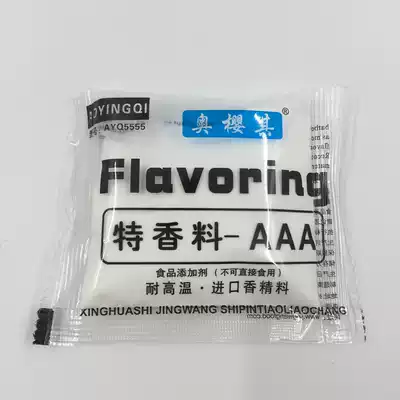 OYINGQI
AYQ5555
奥樱其®
Flavoring
特香料-AAA
食品添加剂（不可直接食用）
耐高温·进口香精料
XINGHUASHI JINGWANG SHIPINTIAOLIAOCHANG